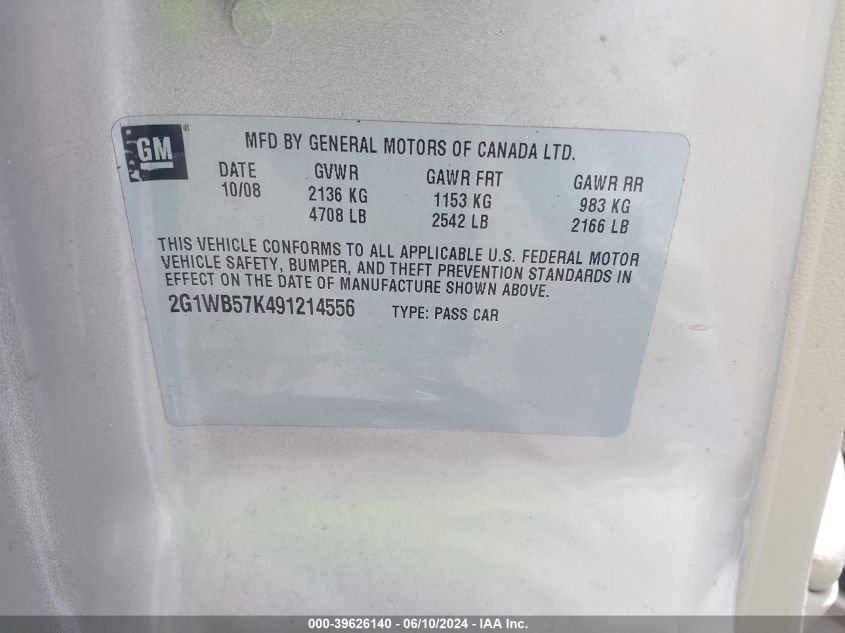 GM ®
MFD BY GENERAL MOTORS OF CANADA LTD.
DATE GVWR GAWR FRT GAWR RR
10/08 2136 KG 1153 KG 983 KG
4708 LB 2542 LB 2166 LB
THIS VEHICLE CONFORMS TO ALL APPLICABLE U.S. FEDERAL MOTOR
VEHICLE SAFETY, BUMPER, AND THEFT PREVENTION STANDARDS IN
EFFECT ON THE DATE OF MANUFACTURE SHOWN ABOVE.
2G1WB57K491214556 TYPE: PASS CAR
000-39626140 - 06/10/2024 - IAA Inc.